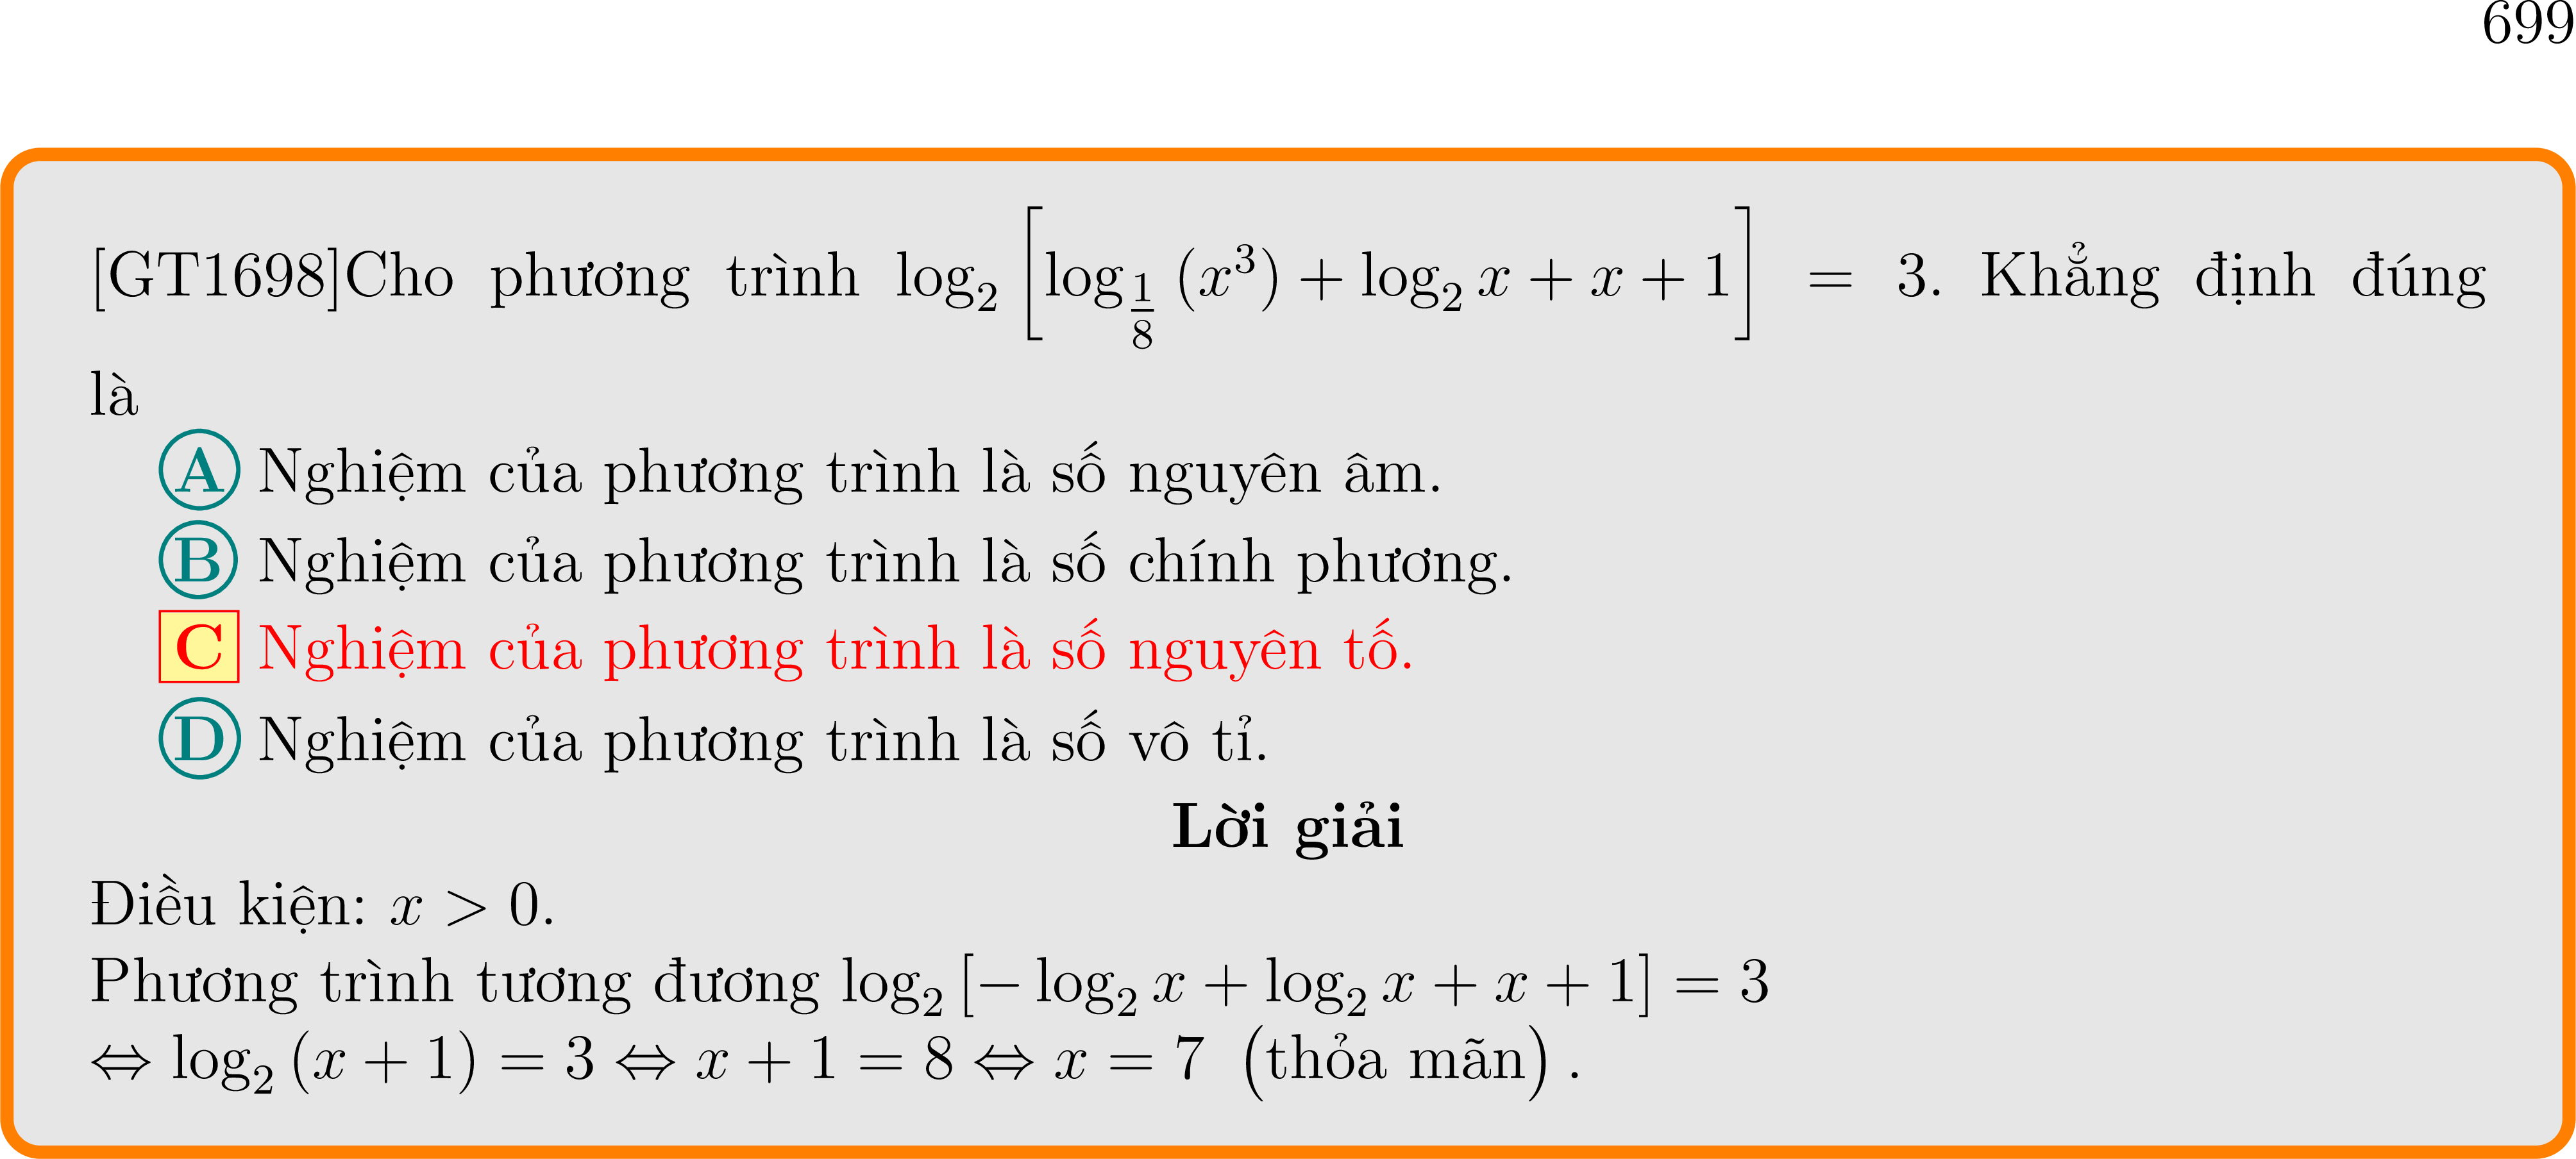 699
[GT1698]Cho phương trình $\log_2\left[\log_{\frac{1}{8}}(x^3)+\log_2 x+x+1\right] = 3$. Khẳng định đúng
là
A Nghiệm của phương trình là số nguyên âm.
B Nghiệm của phương trình là số chính phương.
C Nghiệm của phương trình là số nguyên tố.
D Nghiệm của phương trình là số vô tỉ.
Lời giải
Điều kiện: $x > 0$.
Phương trình tương đương $\log_2[-\log_2 x+\log_2 x+x+1] = 3$
$\Leftrightarrow \log_2(x+1) = 3 \Leftrightarrow x+1 = 8 \Leftrightarrow x = 7$ (thỏa mãn).